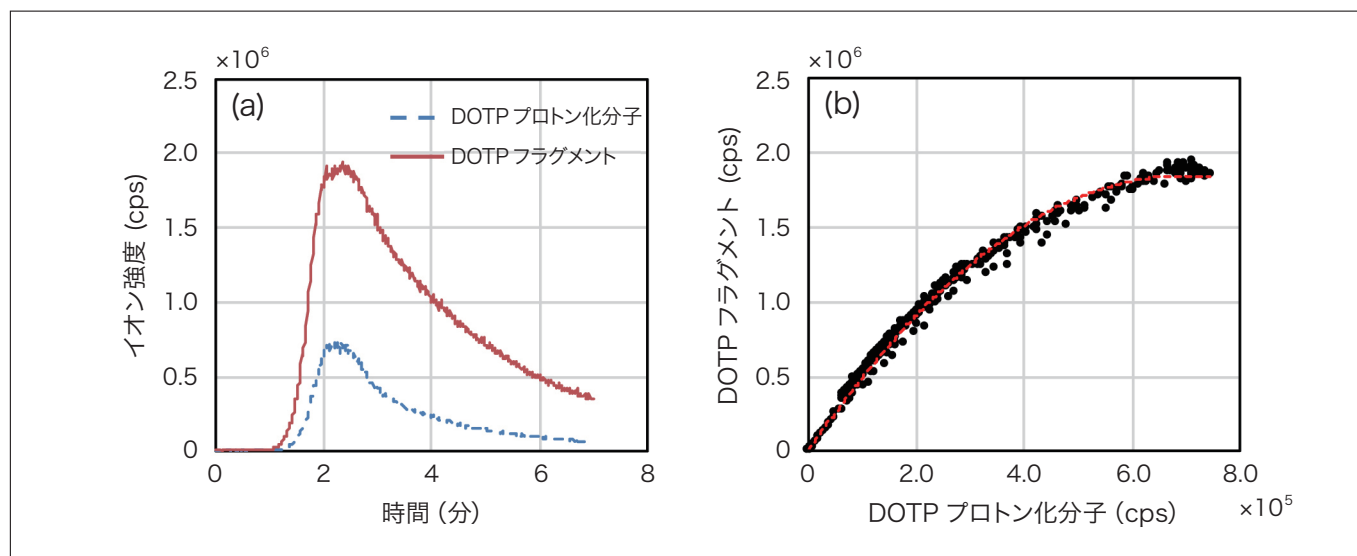 ×10⁶
2.5
2.0
1.5
1.0
0.5
0
イオン強度 (cps)
(a)
DOTP プロトン化分子
DOTP フラグメント
0 2 4 6 8
時間 (分)
×10⁶
2.5
2.0
1.5
1.0
0.5
0
DOTP フラグメント (cps)
(b)
0 2.0 4.0 6.0 8.0
DOTP プロトン化分子 (cps)
×10⁵